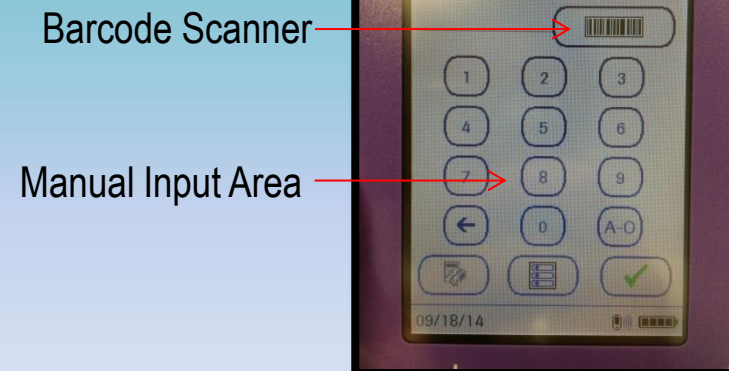 Barcode Scanner
1 2 3
4 5 6
Manual Input Area
7 8 9
0 A-O
09/18/14